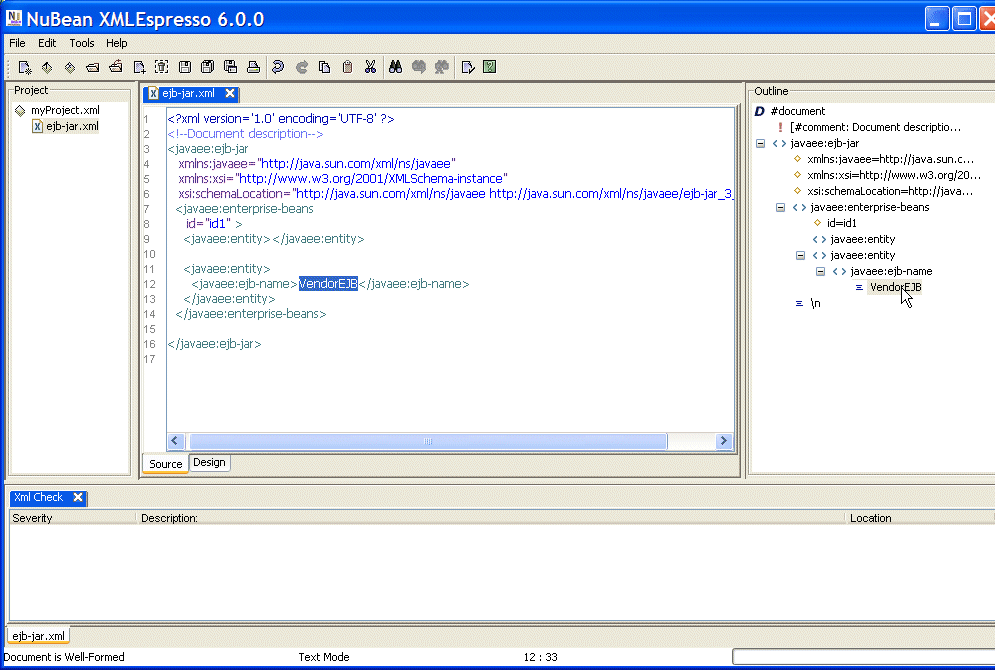 NuBean XMLEspresso 6.0.0
File Edit Tools Help
Project
myProject.xml
ejb-jar.xml
ejb-jar.xml
1 <?xml version='1.0' encoding='UTF-8' ?>
2 <!--Document description-->
3 <javaee:ejb-jar
4 xmlns:javaee="http://java.sun.com/xml/ns/javaee"
5 xmlns:xsi="http://www.w3.org/2001/XMLSchema-instance"
6 xsi:schemaLocation="http://java.sun.com/xml/ns/javaee http://java.sun.com/xml/ns/javaee/ejb-jar_3_
7 <javaee:enterprise-beans
8 id="id1" >
9 <javaee:entity></javaee:entity>
10
11 <javaee:entity>
12 <javaee:ejb-name>VendorEJB</javaee:ejb-name>
13 </javaee:entity>
14 </javaee:enterprise-beans>
15
16 </javaee:ejb-jar>
17
Source Design
Outline
D #document
! [#comment: Document descriptio...
<> javaee:ejb-jar
xmlns:javaee=http://java.sun.c...
xmlns:xsi=http://www.w3.org/20...
xsi:schemaLocation=http://java...
<> javaee:enterprise-beans
id=id1
<> javaee:entity
<> javaee:entity
<> javaee:ejb-name
= VendorEJB
= \n
Xml Check
Severity Description: Location
ejb-jar.xml
Document is Well-Formed Text Mode 12 : 33